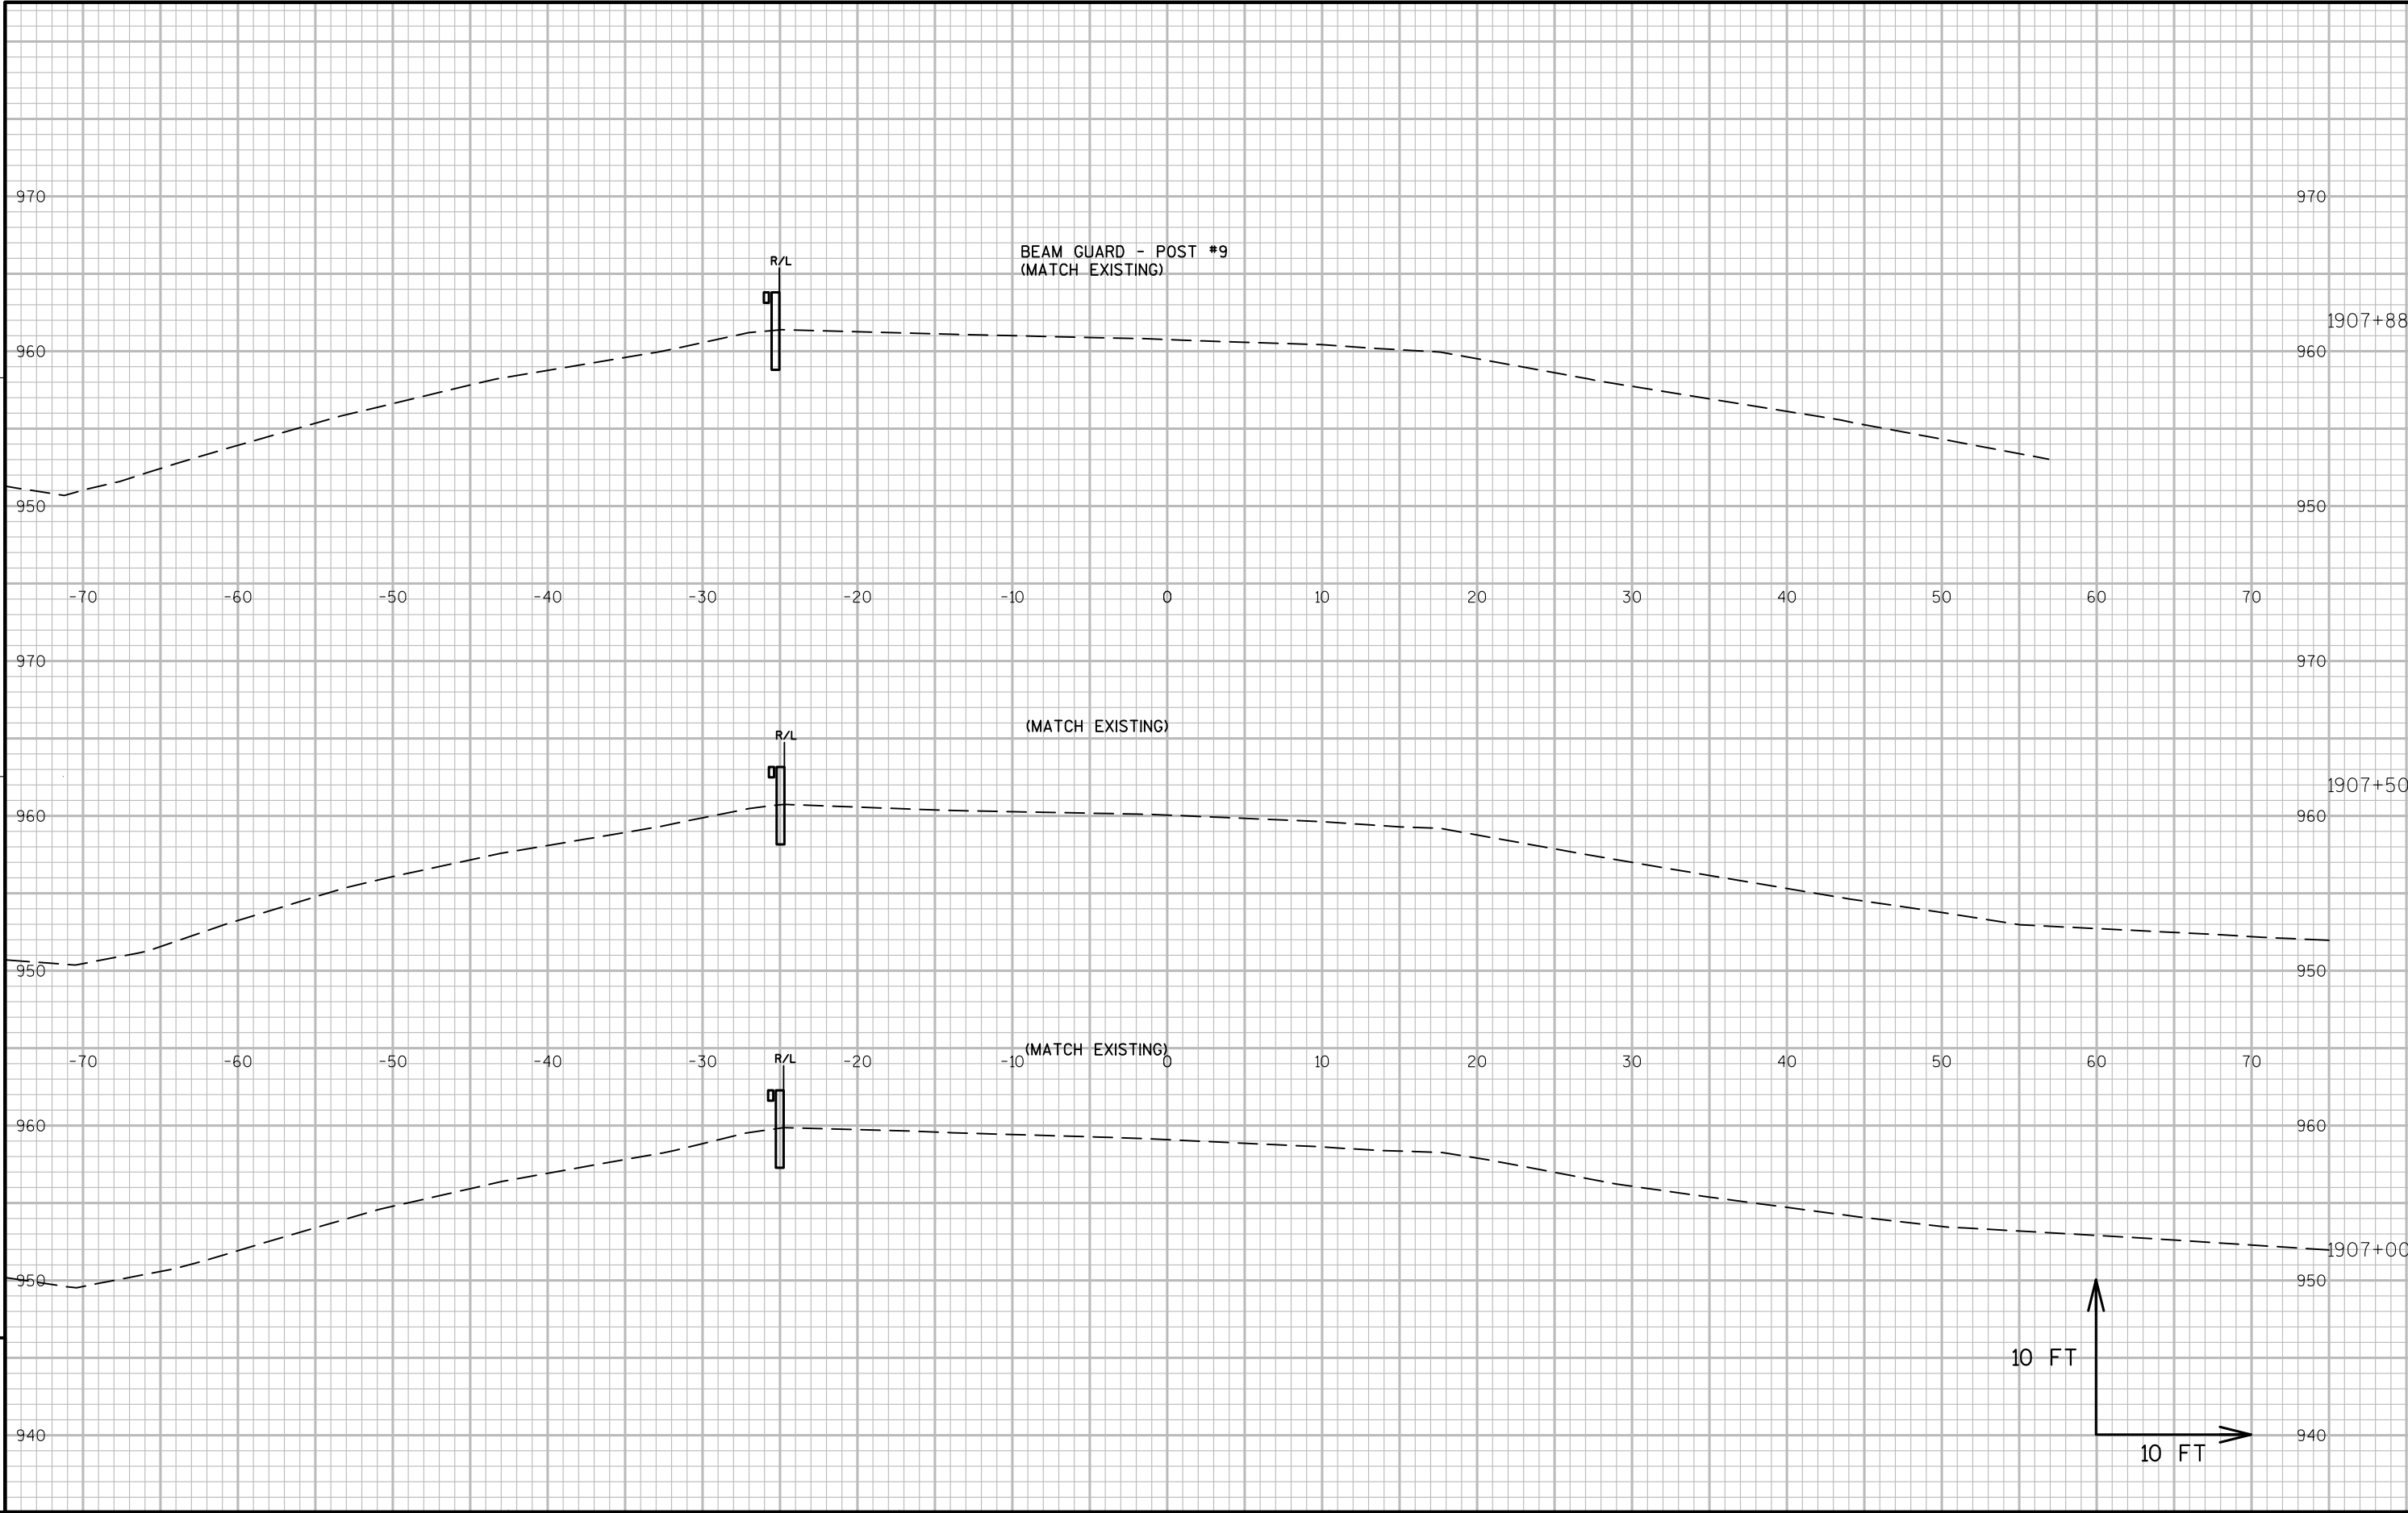 970 970
BEAM GUARD - POST #9
R/L
(MATCH EXISTING)
1907+88
960 960
950 950
-70 -60 -50 -40 -30 -20 -10 0 10 20 30 40 50 60 70
970 970
(MATCH EXISTING)
R/L
1907+50
960 960
950 950
(MATCH EXISTING)
R/L
-70 -60 -50 -40 -30 -20 -10 0 10 20 30 40 50 60 70
960 960
1907+00
950 950
10 FT
940 940
10 FT